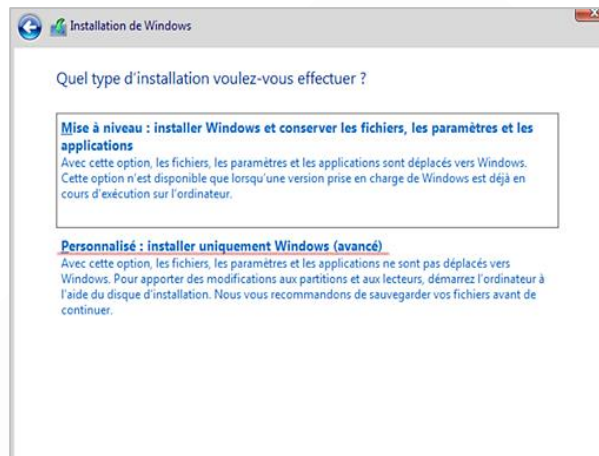 Installation de Windows
Quel type d'installation voulez-vous effectuer ?
Mise à niveau : installer Windows et conserver les fichiers, les paramètres et les
applications
Avec cette option, les fichiers, les paramètres et les applications sont déplacés vers Windows.
Cette option n'est disponible que lorsqu'une version prise en charge de Windows est déjà en
cours d'exécution sur l'ordinateur.
Personnalisé : installer uniquement Windows (avancé)
Avec cette option, les fichiers, les paramètres et les applications ne sont pas déplacés vers
Windows. Pour apporter des modifications aux partitions et aux lecteurs, démarrez l'ordinateur à
l'aide du disque d'installation. Nous vous recommandons de sauvegarder vos fichiers avant de
continuer.